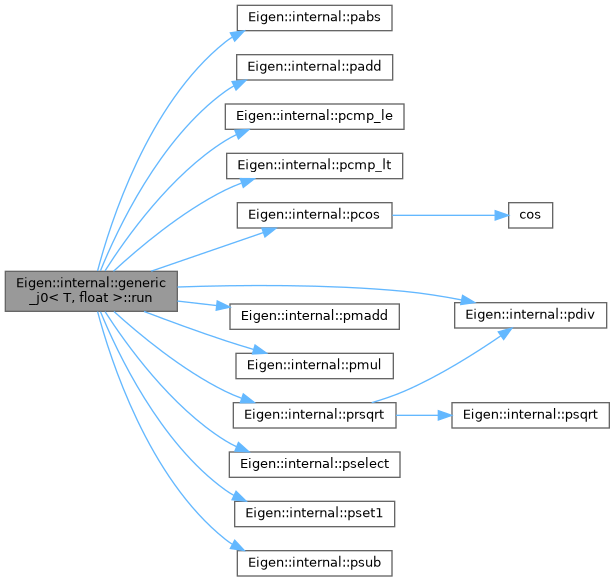 Eigen::internal::generic
_j0< T, float >::run
Eigen::internal::pabs
Eigen::internal::padd
Eigen::internal::pcmp_le
Eigen::internal::pcmp_lt
Eigen::internal::pcos
cos
Eigen::internal::pdiv
Eigen::internal::pmadd
Eigen::internal::pmul
Eigen::internal::prsqrt
Eigen::internal::psqrt
Eigen::internal::pselect
Eigen::internal::pset1
Eigen::internal::psub